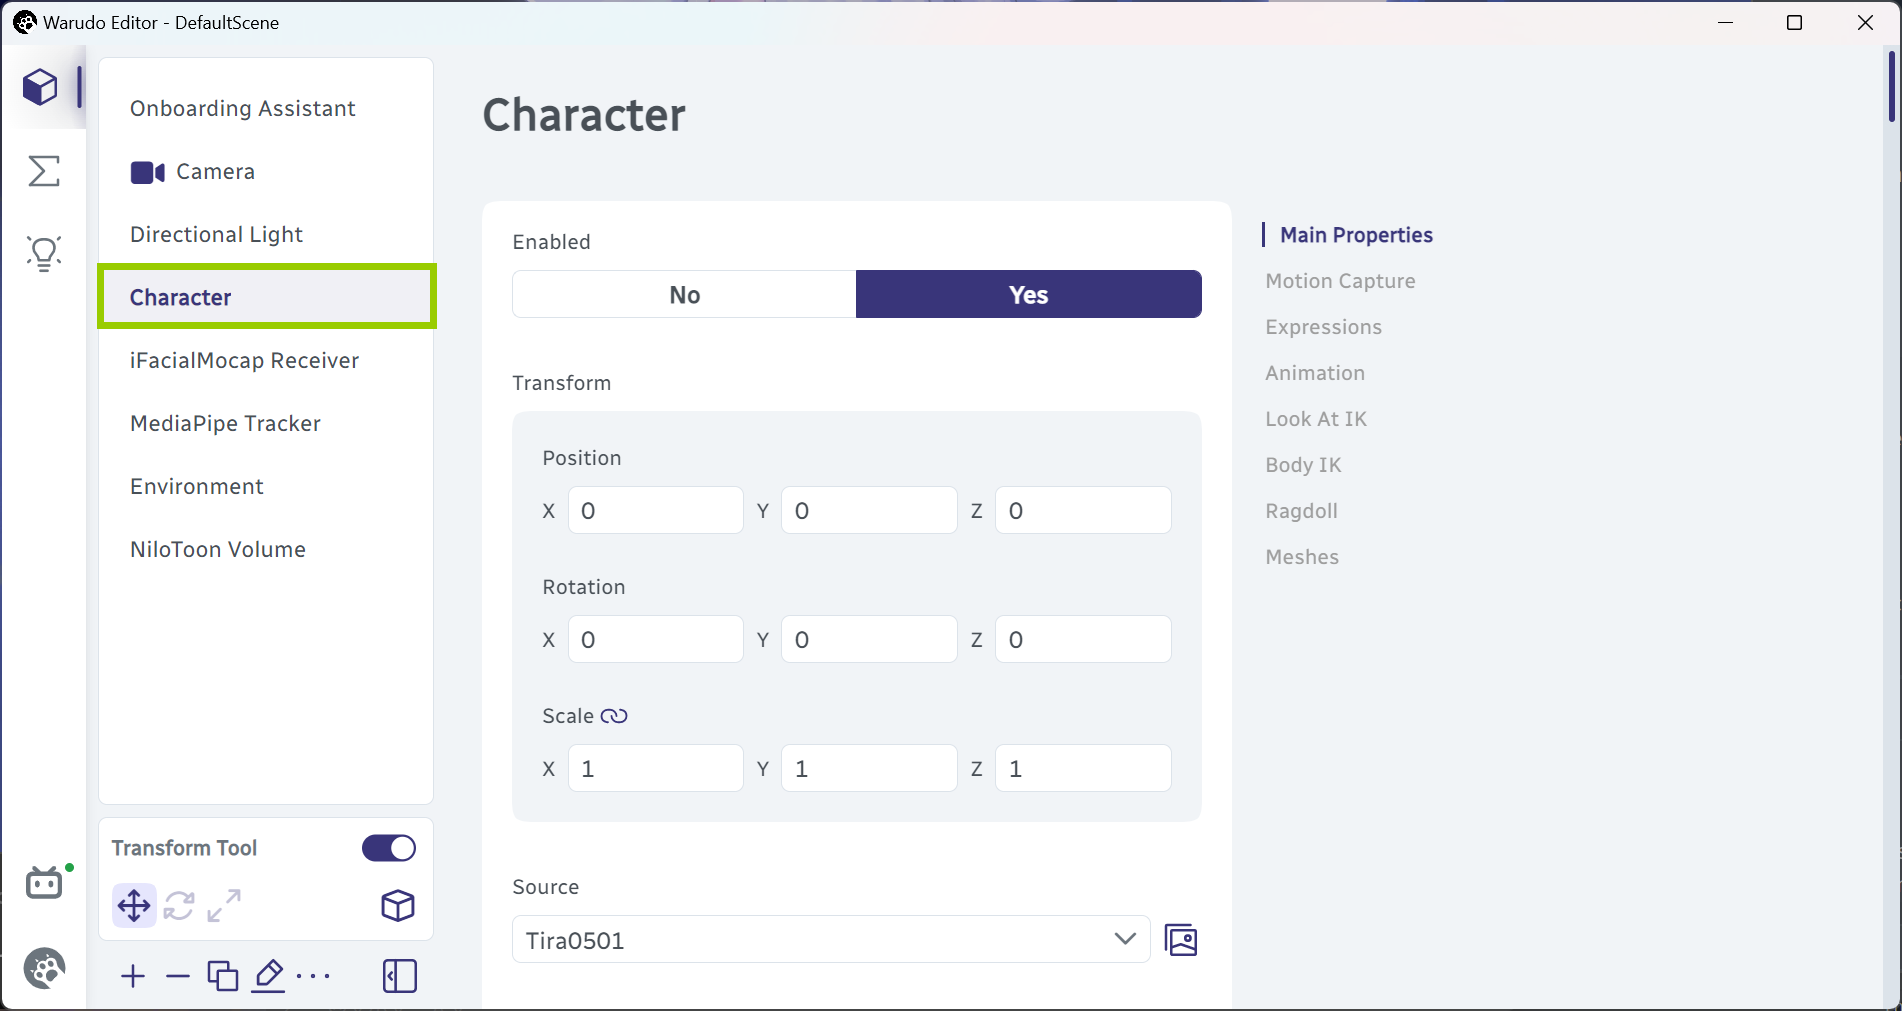 Warudo Editor - DefaultScene
Onboarding Assistant
Camera
Directional Light
Character
iFacialMocap Receiver
MediaPipe Tracker
Environment
NiloToon Volume
Transform Tool
Character
Enabled
No Yes
Transform
Position
X 0 Y 0 Z 0
Rotation
X 0 Y 0 Z 0
Scale
X 1 Y 1 Z 1
Source
Tira0501
Main Properties
Motion Capture
Expressions
Animation
Look At IK
Body IK
Ragdoll
Meshes